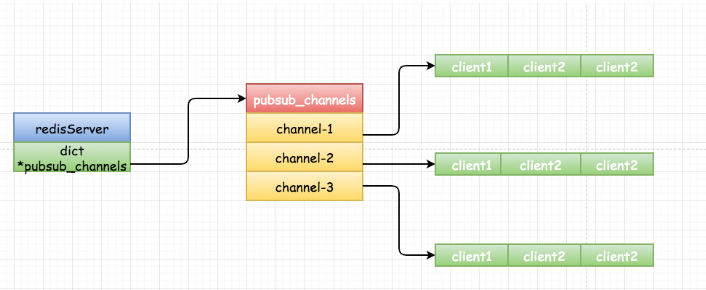 client1 client2 client2
pubsub_channels
redisServer
channel-1
dict
*pubsub_channels
channel-2
client1 client2 client2
channel-3
client1 client2 client2